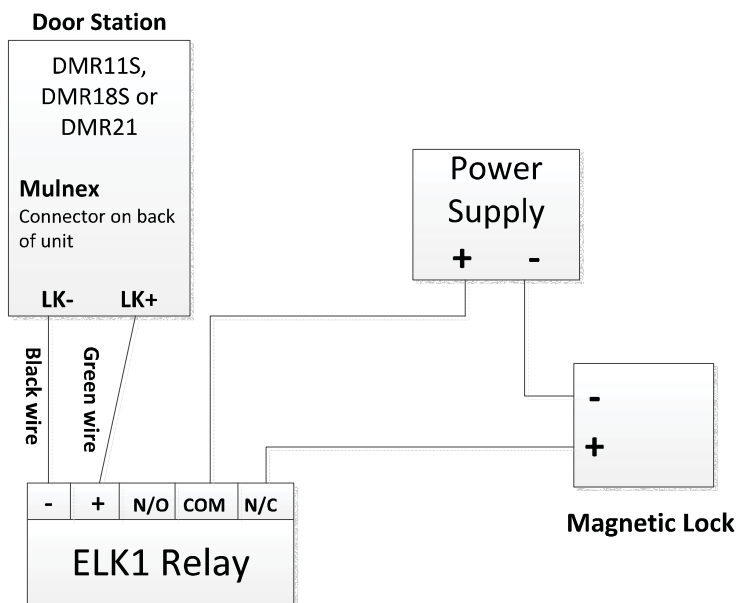 Door Station
DMR11S,
DMR18S or
DMR21
Mulnex
Connector on back
of unit
LK- LK+
Black wire
Green wire
Power
Supply
+ -
-
+
Magnetic Lock
- + N/O COM N/C
ELK1 Relay